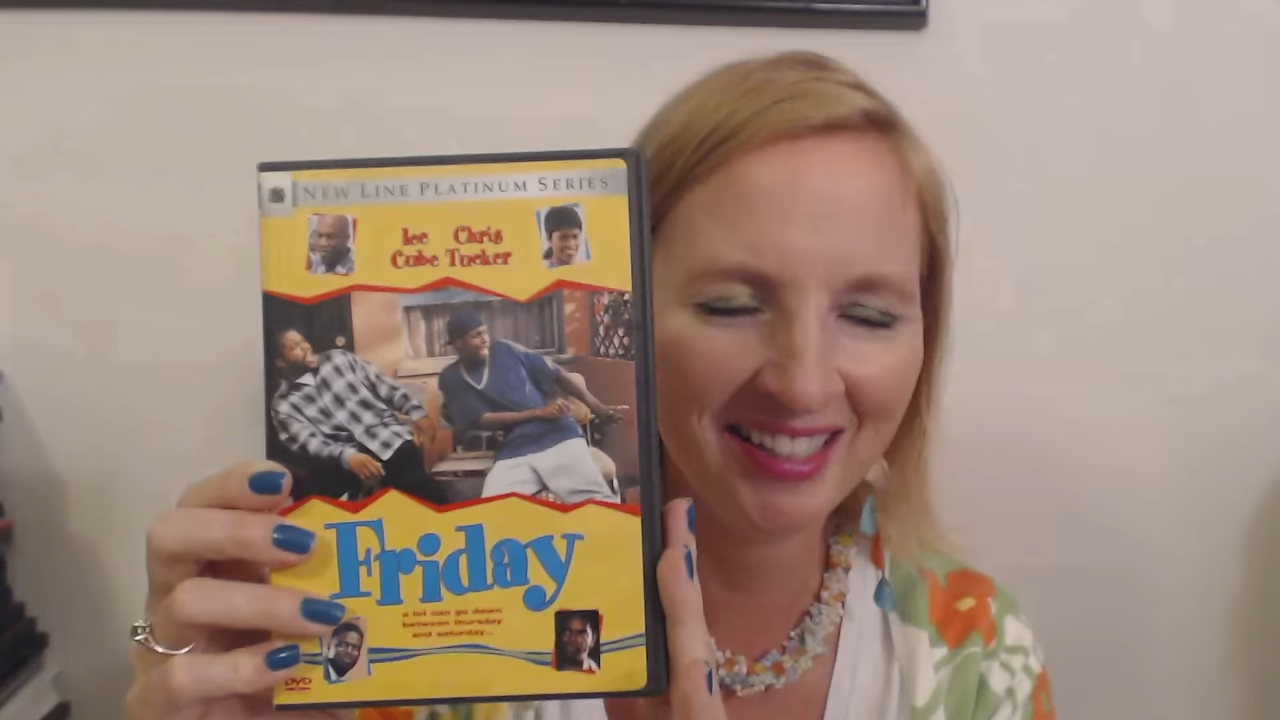 NEW LINE PLATINUM SERIES
Ice Chris
Cube Tucker
Friday
a lot can go down
between thursday
and saturday...
DVD